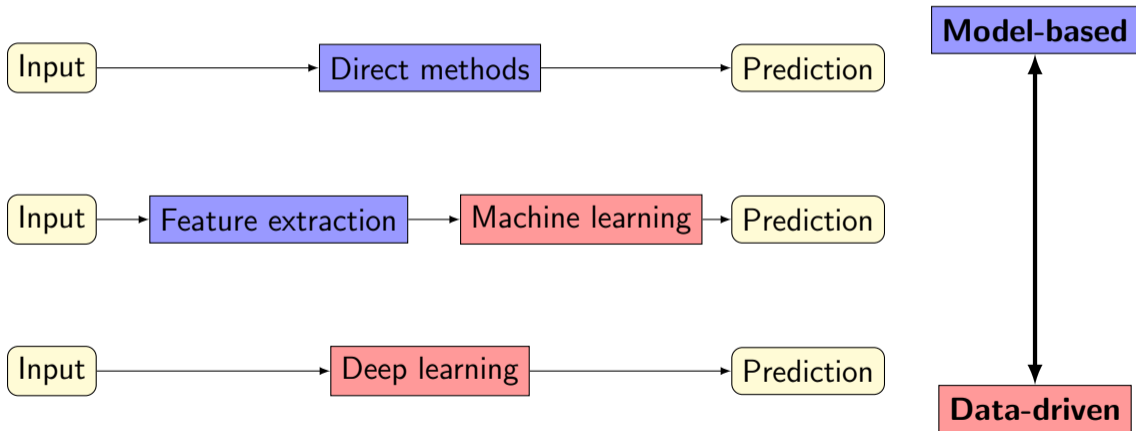 Model-based
Input
Direct methods
Prediction
Input
Feature extraction
Machine learning
Prediction
Input
Deep learning
Prediction
Data-driven